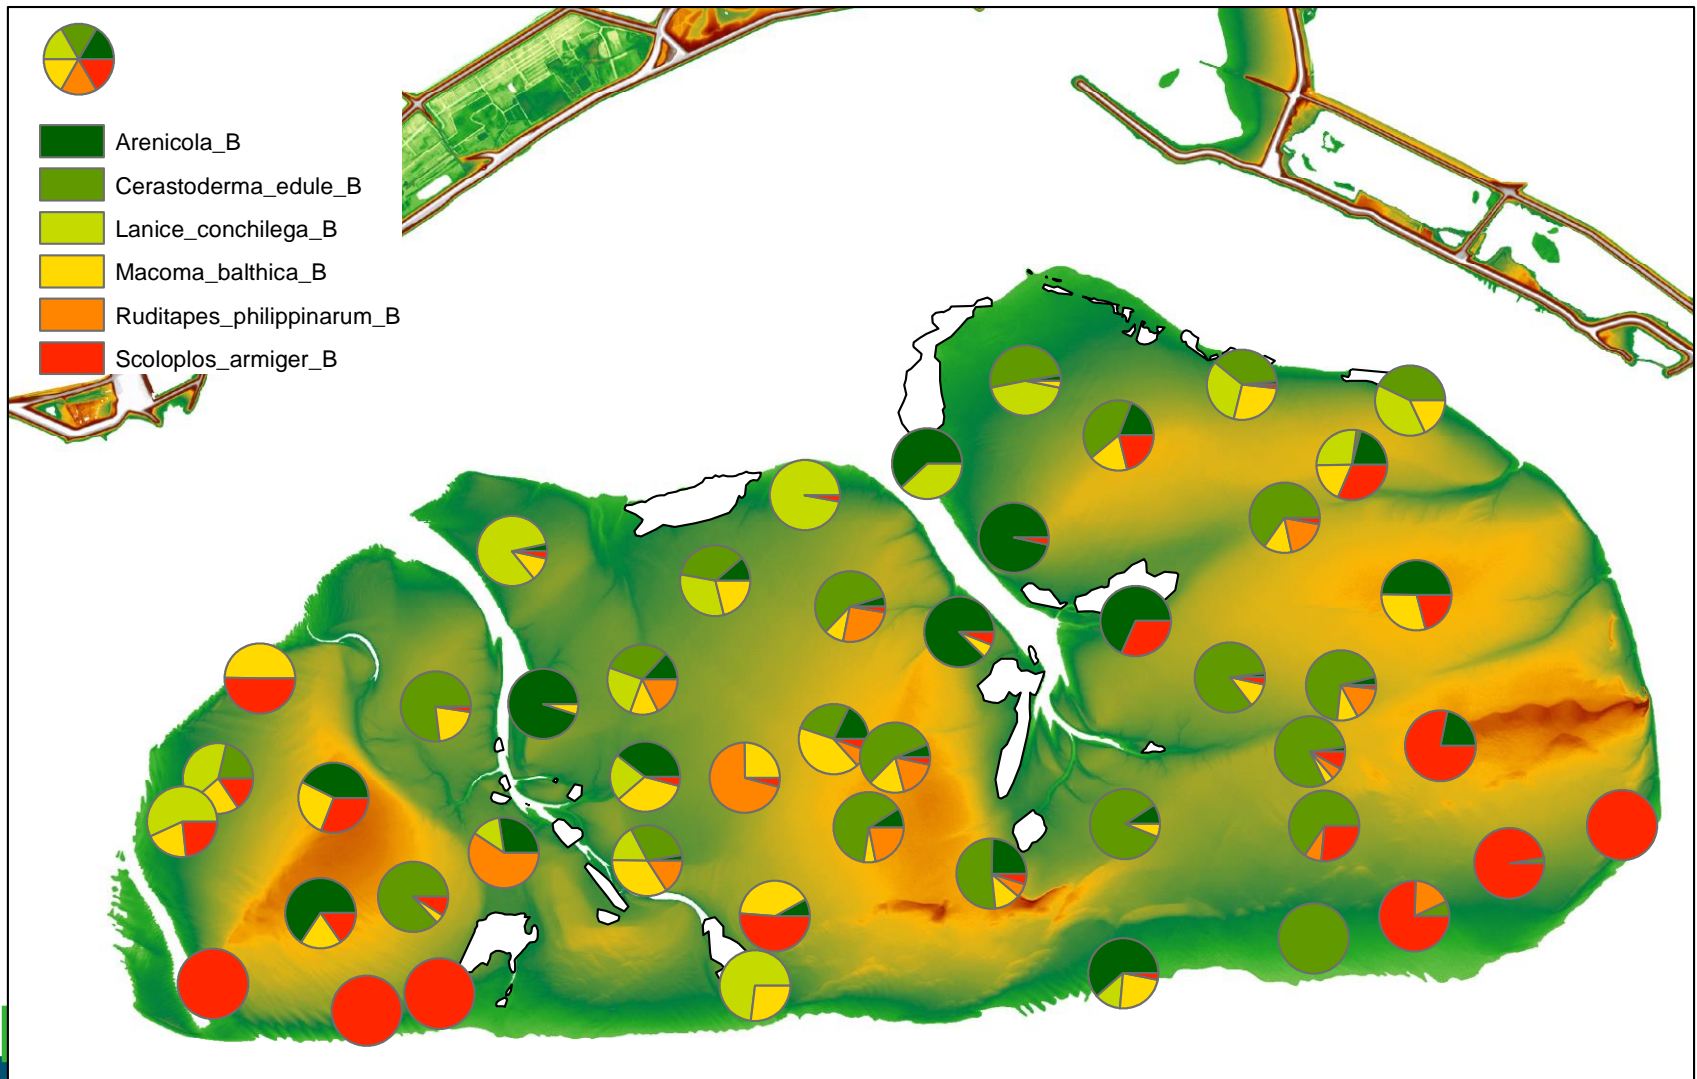 Arenicola_B
Cerastoderma_edule_B
Lanice_conchilega_B
Macoma_balthica_B
Ruditapes_philippinarum_B
Scoloplos_armiger_B